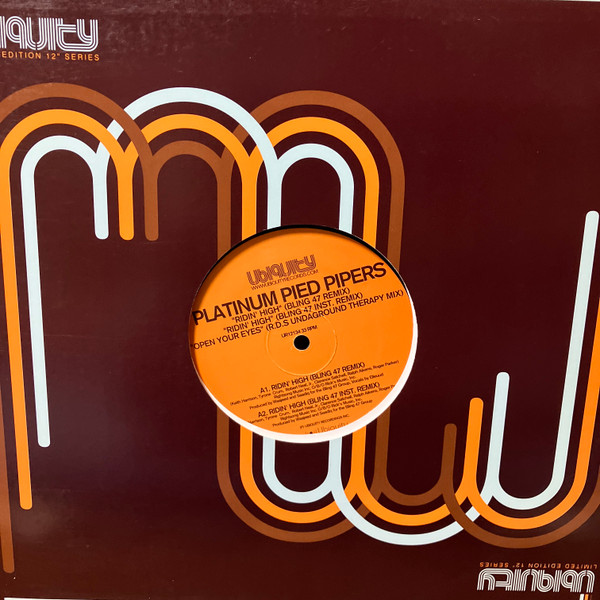 iquity
EDITION 12" SERIES
Ubiquity
WWW.UBIQUITYRECORDS.COM
PLATINUM PIED PIPERS
"RIDIN' HIGH" (BLING 47 REMIX)
"RIDIN' HIGH" (BLING 47 INST. REMIX)
"OPEN YOUR EYES" (R.D.S UNDAGROUND THERAPY MIX)
UR12134 33 RPM
A1. RIDIN' HIGH (BLING 47 REMIX)
A2. RIDIN' HIGH (BLING 47 INST. REMIX)
Ubiqui
LIMITED EDITION 12" SERIES
Ubiquity